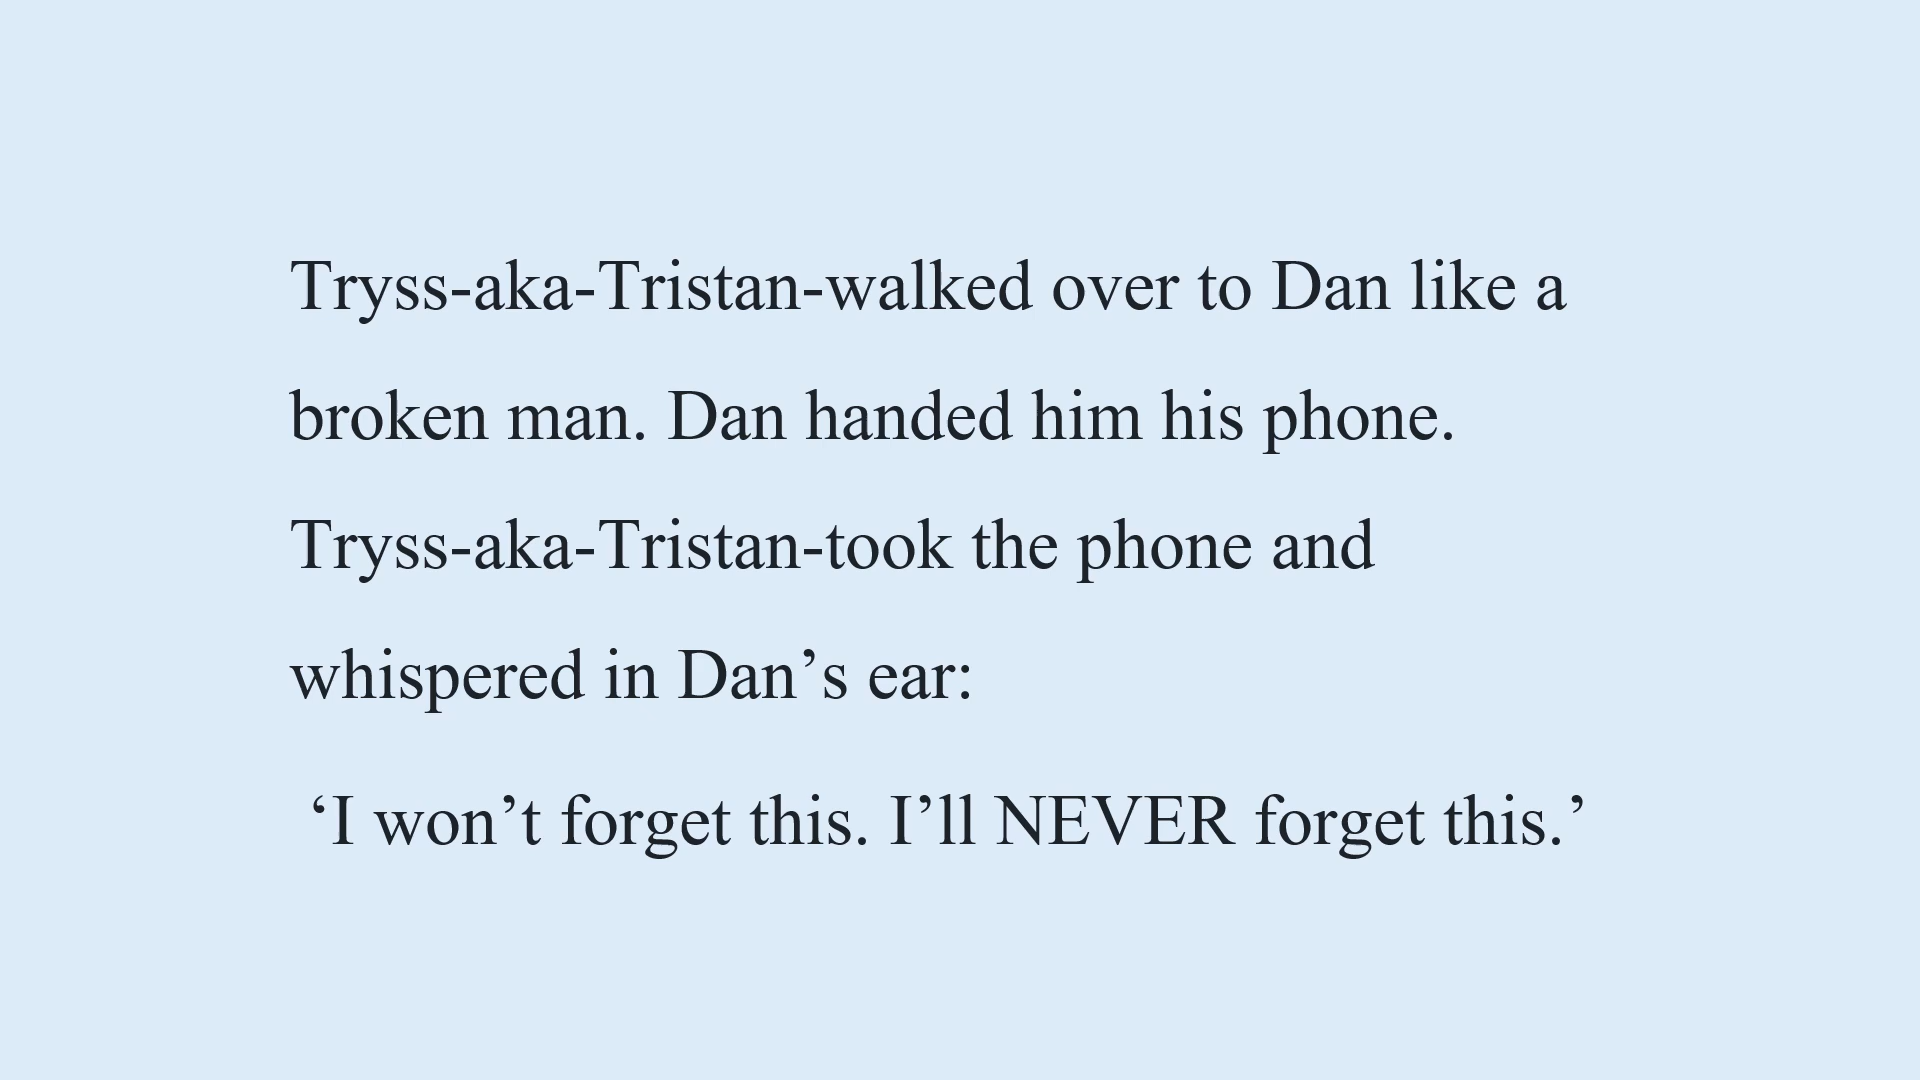 Tryss-aka-Tristan-walked over to Dan like a
broken man. Dan handed him his phone.
Tryss-aka-Tristan-took the phone and
whispered in Dan’s ear:
‘I won’t forget this. I’ll NEVER forget this.’